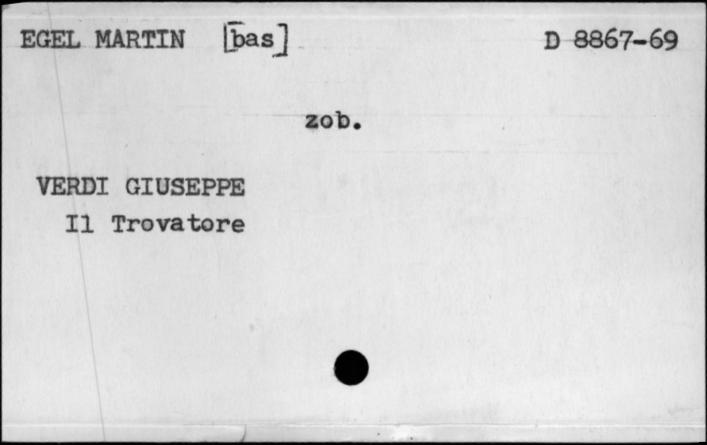 EGEL MARTIN [bas] D 8867-69
zob.
VERDI GIUSEPPE
Il Trovatore